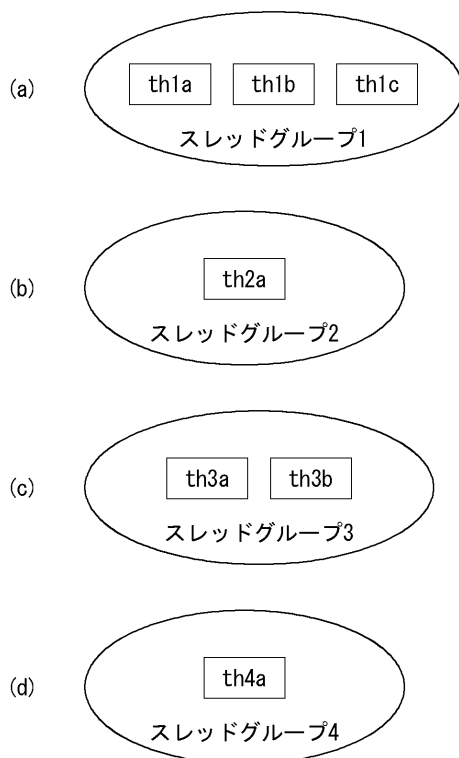 (a)
th1a th1b th1c
スレッドグループ1
(b)
th2a
スレッドグループ2
(c)
th3a th3b
スレッドグループ3
(d)
th4a
スレッドグループ4